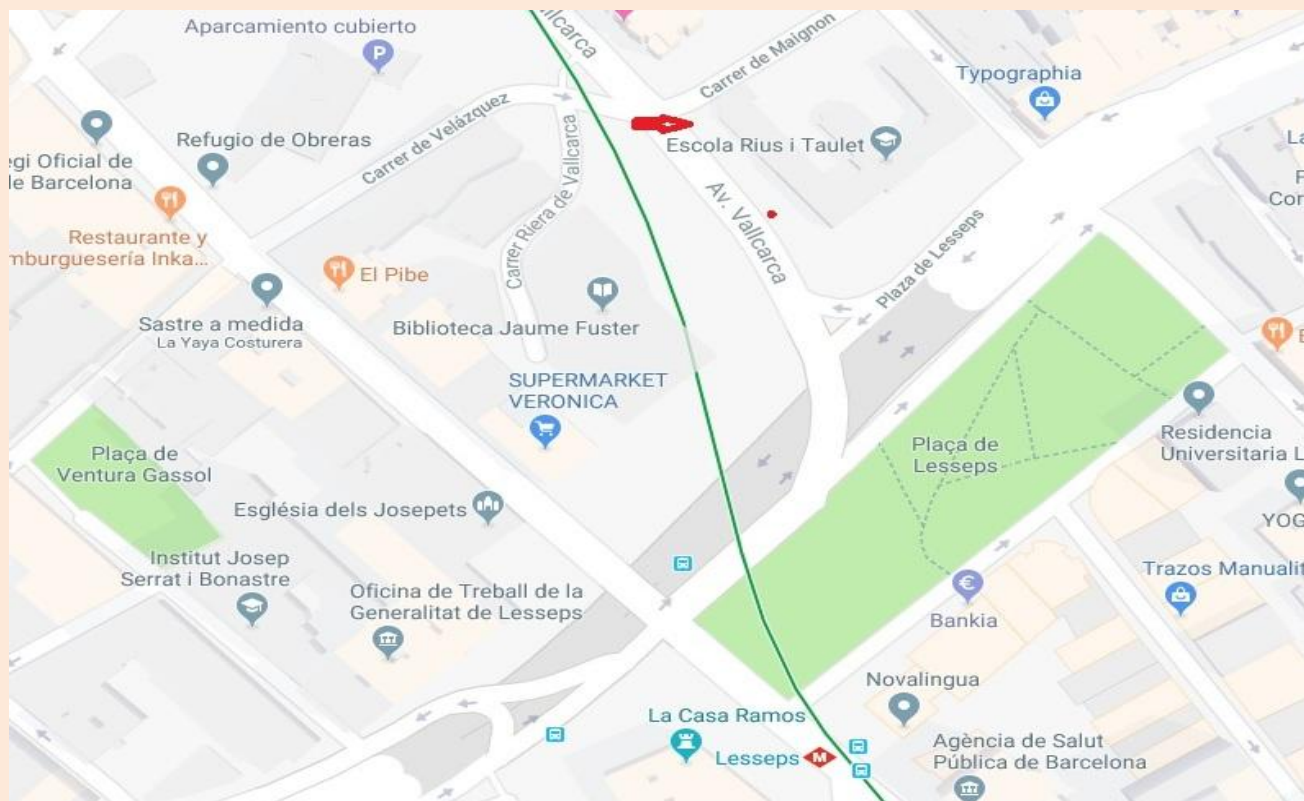 allcarca
Aparcamiento cubierto
P
Carrer de Maignon
Typographia
Carrer de Velázquez
Refugio de Obreras
Carrer Riera de Vallcarca
Escola Rius i Taulet
La
egi Oficial de
le Barcelona
F
Cor
Av. Vallcarca
Plaza de Lesseps
Restaurante y
mburguesería Inka...
El Pibe
Biblioteca Jaume Fuster
Sastre a medida
La Yaya Costurera
E
SUPERMARKET
VERONICA
Plaça de
Ventura Gassol
Plaça de
Lesseps
Residencia
Universitaria L
Església dels Josepets
YOG
Institut Josep
Serrat i Bonastre
Oficina de Treball de la
Generalitat de Lesseps
Trazos Manualit
€
Bankia
Novalingua
La Casa Ramos
Lesseps
M
Agència de Salut
Pública de Barcelona